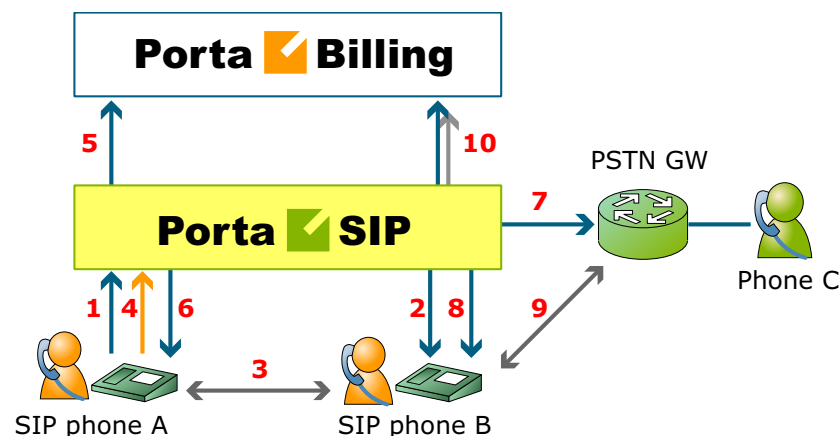 Porta Billing
5
10
PSTN GW
Porta SIP
7
1
4
6
2
8
9
Phone C
3
SIP phone A
SIP phone B